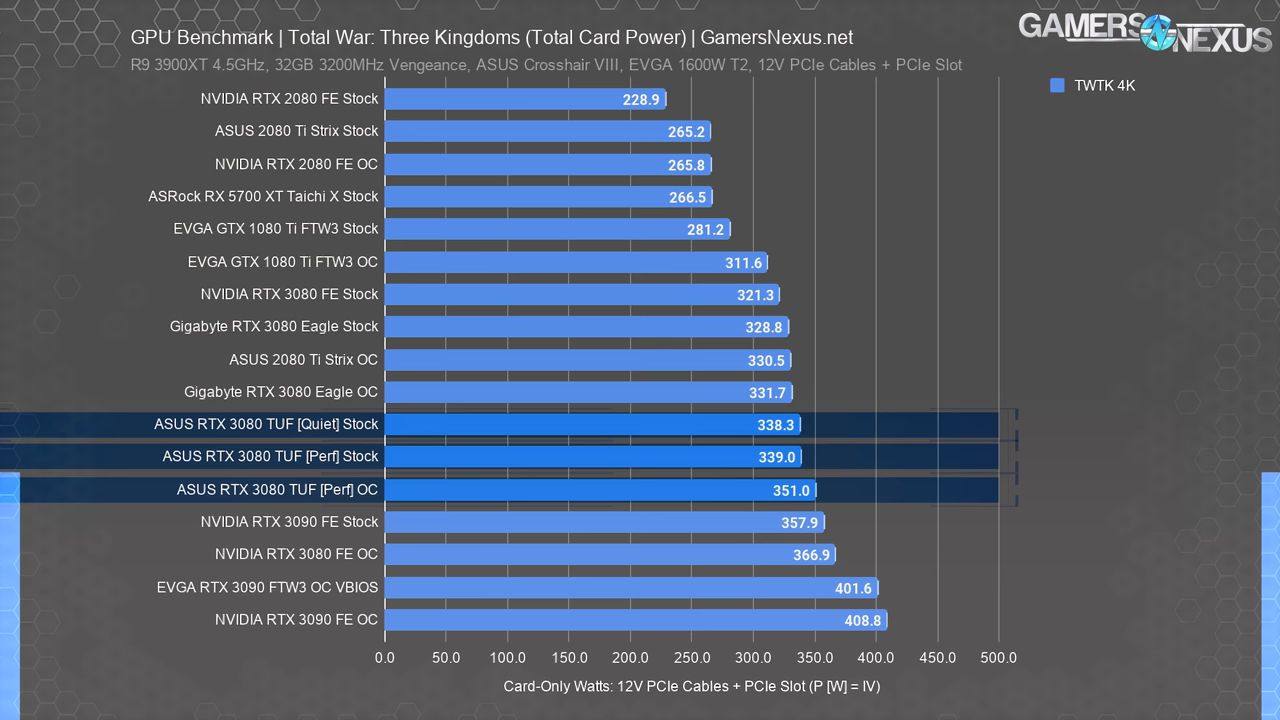 GPU Benchmark | Total War: Three Kingdoms (Total Card Power) | GamersNexus.net
GAMERS NEXUS
R9 3900XT 4.5GHz, 32GB 3200MHz Vengeance, ASUS Crosshair VIII, EVGA 1600W T2, 12V PCIe Cables + PCIe Slot
TWTK 4K
NVIDIA RTX 2080 FE Stock 228.9
ASUS 2080 Ti Strix Stock 265.2
NVIDIA RTX 2080 FE OC 265.8
ASRock RX 5700 XT Taichi X Stock 266.5
EVGA GTX 1080 Ti FTW3 Stock 281.2
EVGA GTX 1080 Ti FTW3 OC 311.6
NVIDIA RTX 3080 FE Stock 321.3
Gigabyte RTX 3080 Eagle Stock 328.8
ASUS 2080 Ti Strix OC 330.5
Gigabyte RTX 3080 Eagle OC 331.7
ASUS RTX 3080 TUF [Quiet] Stock 338.3
ASUS RTX 3080 TUF [Perf] Stock 339.0
ASUS RTX 3080 TUF [Perf] OC 351.0
NVIDIA RTX 3090 FE Stock 357.9
NVIDIA RTX 3080 FE OC 366.9
EVGA RTX 3090 FTW3 OC VBIOS 401.6
NVIDIA RTX 3090 FE OC 408.8
0.0 50.0 100.0 150.0 200.0 250.0 300.0 350.0 400.0 450.0 500.0
Card-Only Watts: 12V PCIe Cables + PCIe Slot (P [W] = IV)